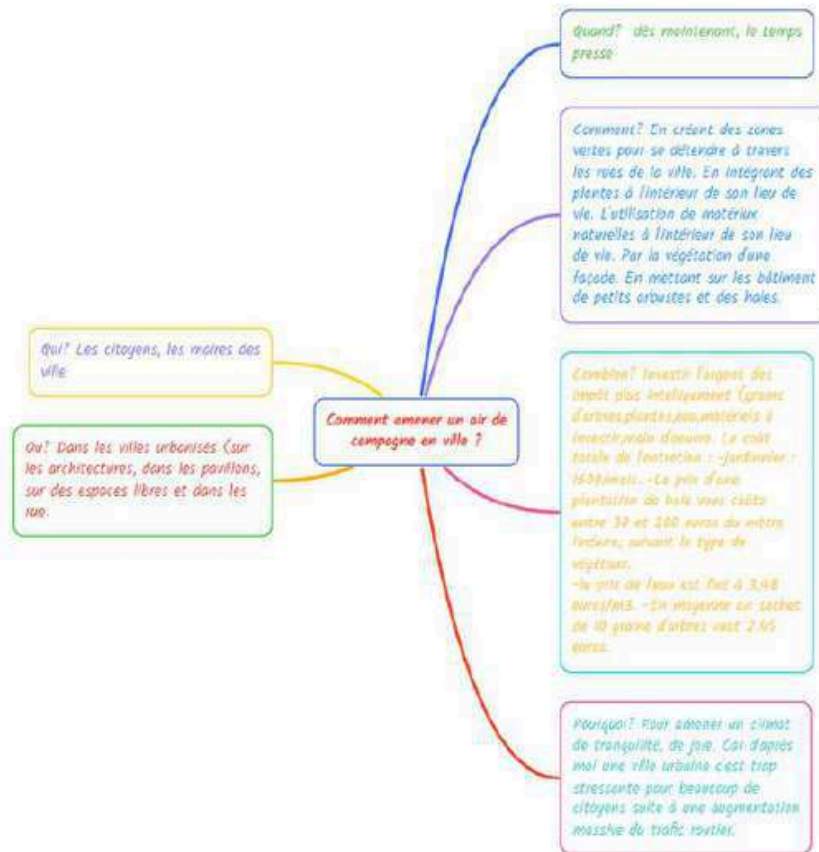 Quand? dès maintenant, le temps
presse
Comment? En créant des zones
vertes pour se détendre à travers
les rues de la ville. En intégrant des
plantes à l'intérieur de son lieu de
vie. L'utilisation de matériux
naturelles à l'intérieur de son lieu
de vie. Par la végétation d'une
façade. En mettant sur les bâtiment
de petits arbustes et des haies.
Qui? Les citoyens, les maires des
ville
Comment amener un air de
campagne en ville ?
Ou? Dans les villes urbanisés (sur
les architectures, dans les pavillons,
sur des espaces libres et dans les
rue.
Combien? Investir l'argent des
impôt plus inteligement (graines
d'arbres,plantes,eau,matériels à
investir,main d'oeuvre. Le coût
totale de l'entretien : -jardinnier :
/mois. -Le prix d'une
plantation de haie vous coûte
entre 30 et 200 euros du mètre
linéaire, suivant le type de
végétaux.
-le prix de l'eau est fixé à 3,48
euros/m3. -En moyenne un sachet
de 10 graine d'arbres vaut 2,95
euros.
Pourquoi? Pour amener un climat
de tranquilité, de joie. Car d'après
moi une ville urbaine c'est trop
stressante pour beaucoup de
citoyens suite à une augmentation
massive du trafic routier.